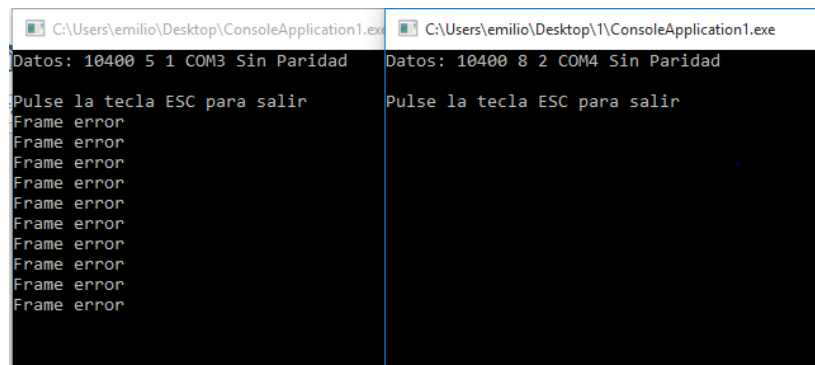 C:\Users\emilio\Desktop\ConsoleApplication1.exe
Datos: 10400 5 1 COM3 Sin Paridad
Pulse la tecla ESC para salir
Frame error
Frame error
Frame error
Frame error
Frame error
Frame error
Frame error
Frame error
Frame error
Frame error
C:\Users\emilio\Desktop\1\ConsoleApplication1.exe
Datos: 10400 8 2 COM4 Sin Paridad
Pulse la tecla ESC para salir